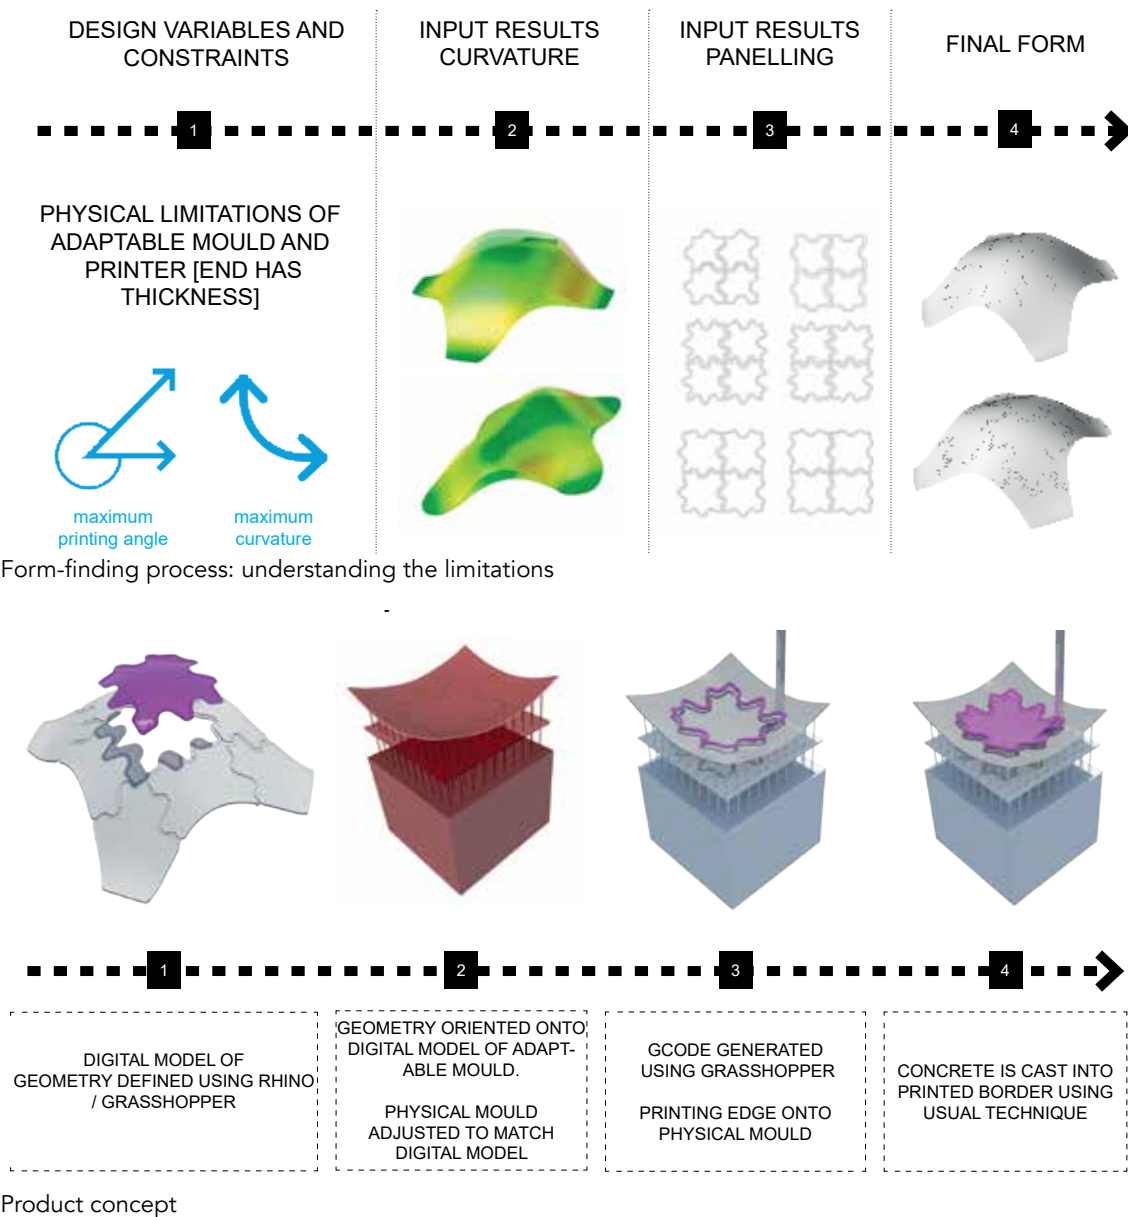 DESIGN VARIABLES AND
CONSTRAINTS
INPUT RESULTS
CURVATURE
INPUT RESULTS
PANELLING
FINAL FORM
1
2
3
4
PHYSICAL LIMITATIONS OF
ADAPTABLE MOULD AND
PRINTER [END HAS
THICKNESS]
maximum
printing angle
maximum
curvature
Form-finding process: understanding the limitations
-
1
2
3
4
DIGITAL MODEL OF
GEOMETRY DEFINED USING RHINO
/ GRASSHOPPER
GEOMETRY ORIENTED ONTO
DIGITAL MODEL OF ADAPT-
ABLE MOULD.
PHYSICAL MOULD
ADJUSTED TO MATCH
DIGITAL MODEL
GCODE GENERATED
USING GRASSHOPPER
PRINTING EDGE ONTO
PHYSICAL MOULD
CONCRETE IS CAST INTO
PRINTED BORDER USING
USUAL TECHNIQUE
Product concept